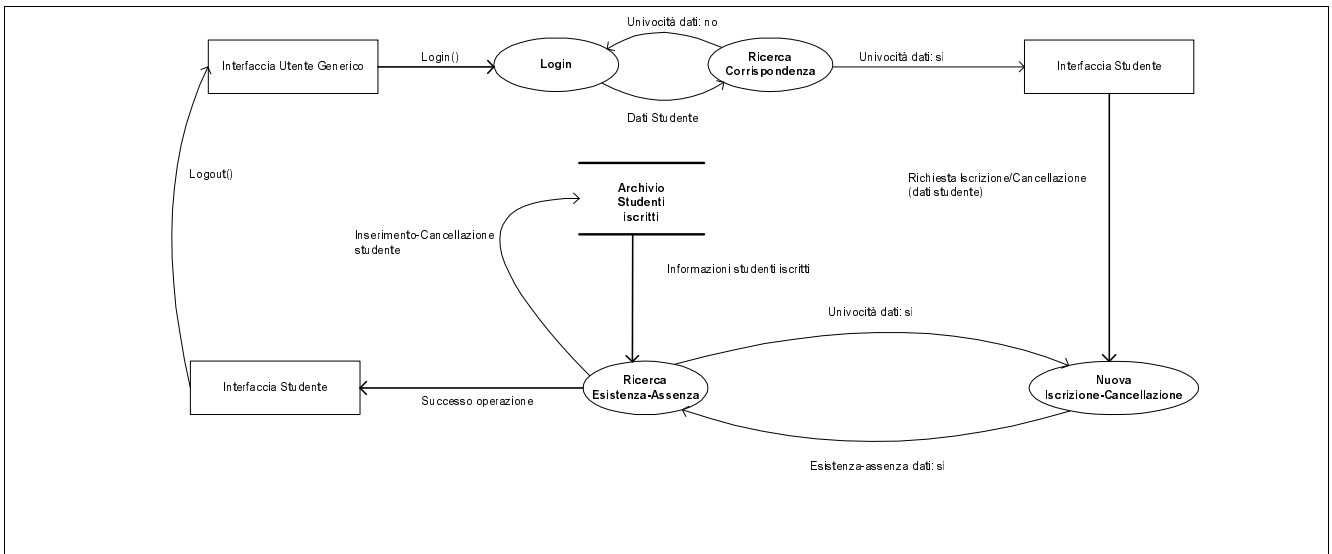 Univocità dati: no
Interfaccia Utente Generico
Login()
Login
Ricerca
Corrispondenza
Univocità dati: si
Interfaccia Studente
Dati Studente
Logout()
Archivio
Studenti
iscritti
Richiesta Iscrizione/Cancellazione
(dati studente)
Inserimento-Cancellazione
studente
Informazioni studenti iscritti
Univocità dati: si
Interfaccia Studente
Successo operazione
Ricerca
Esistenza-Assenza
Nuova
Iscrizione-Cancellazione
Esistenza-assenza dati: si